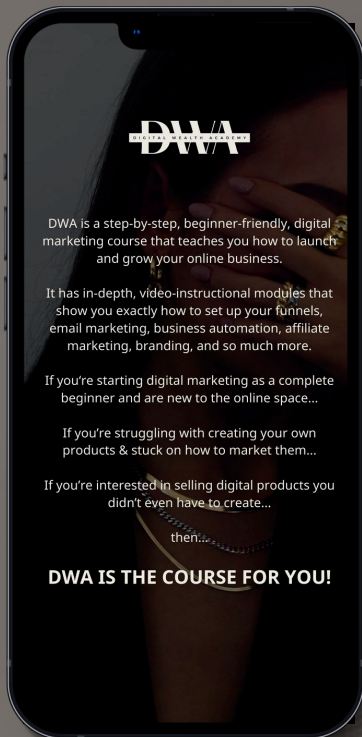 DWA
DIGITAL WEALTH ACADEMY
DWA is a step-by-step, beginner-friendly, digital
marketing course that teaches you how to launch
and grow your online business.
It has in-depth, video-instructional modules that
show you exactly how to set up your funnels,
email marketing, business automation, affiliate
marketing, branding, and so much more.
If you're starting digital marketing as a complete
beginner and are new to the online space...
If you're struggling with creating your own
products & stuck on how to market them...
If you're interested in selling digital products you
didn't even have to create...
then...
DWA IS THE COURSE FOR YOU!